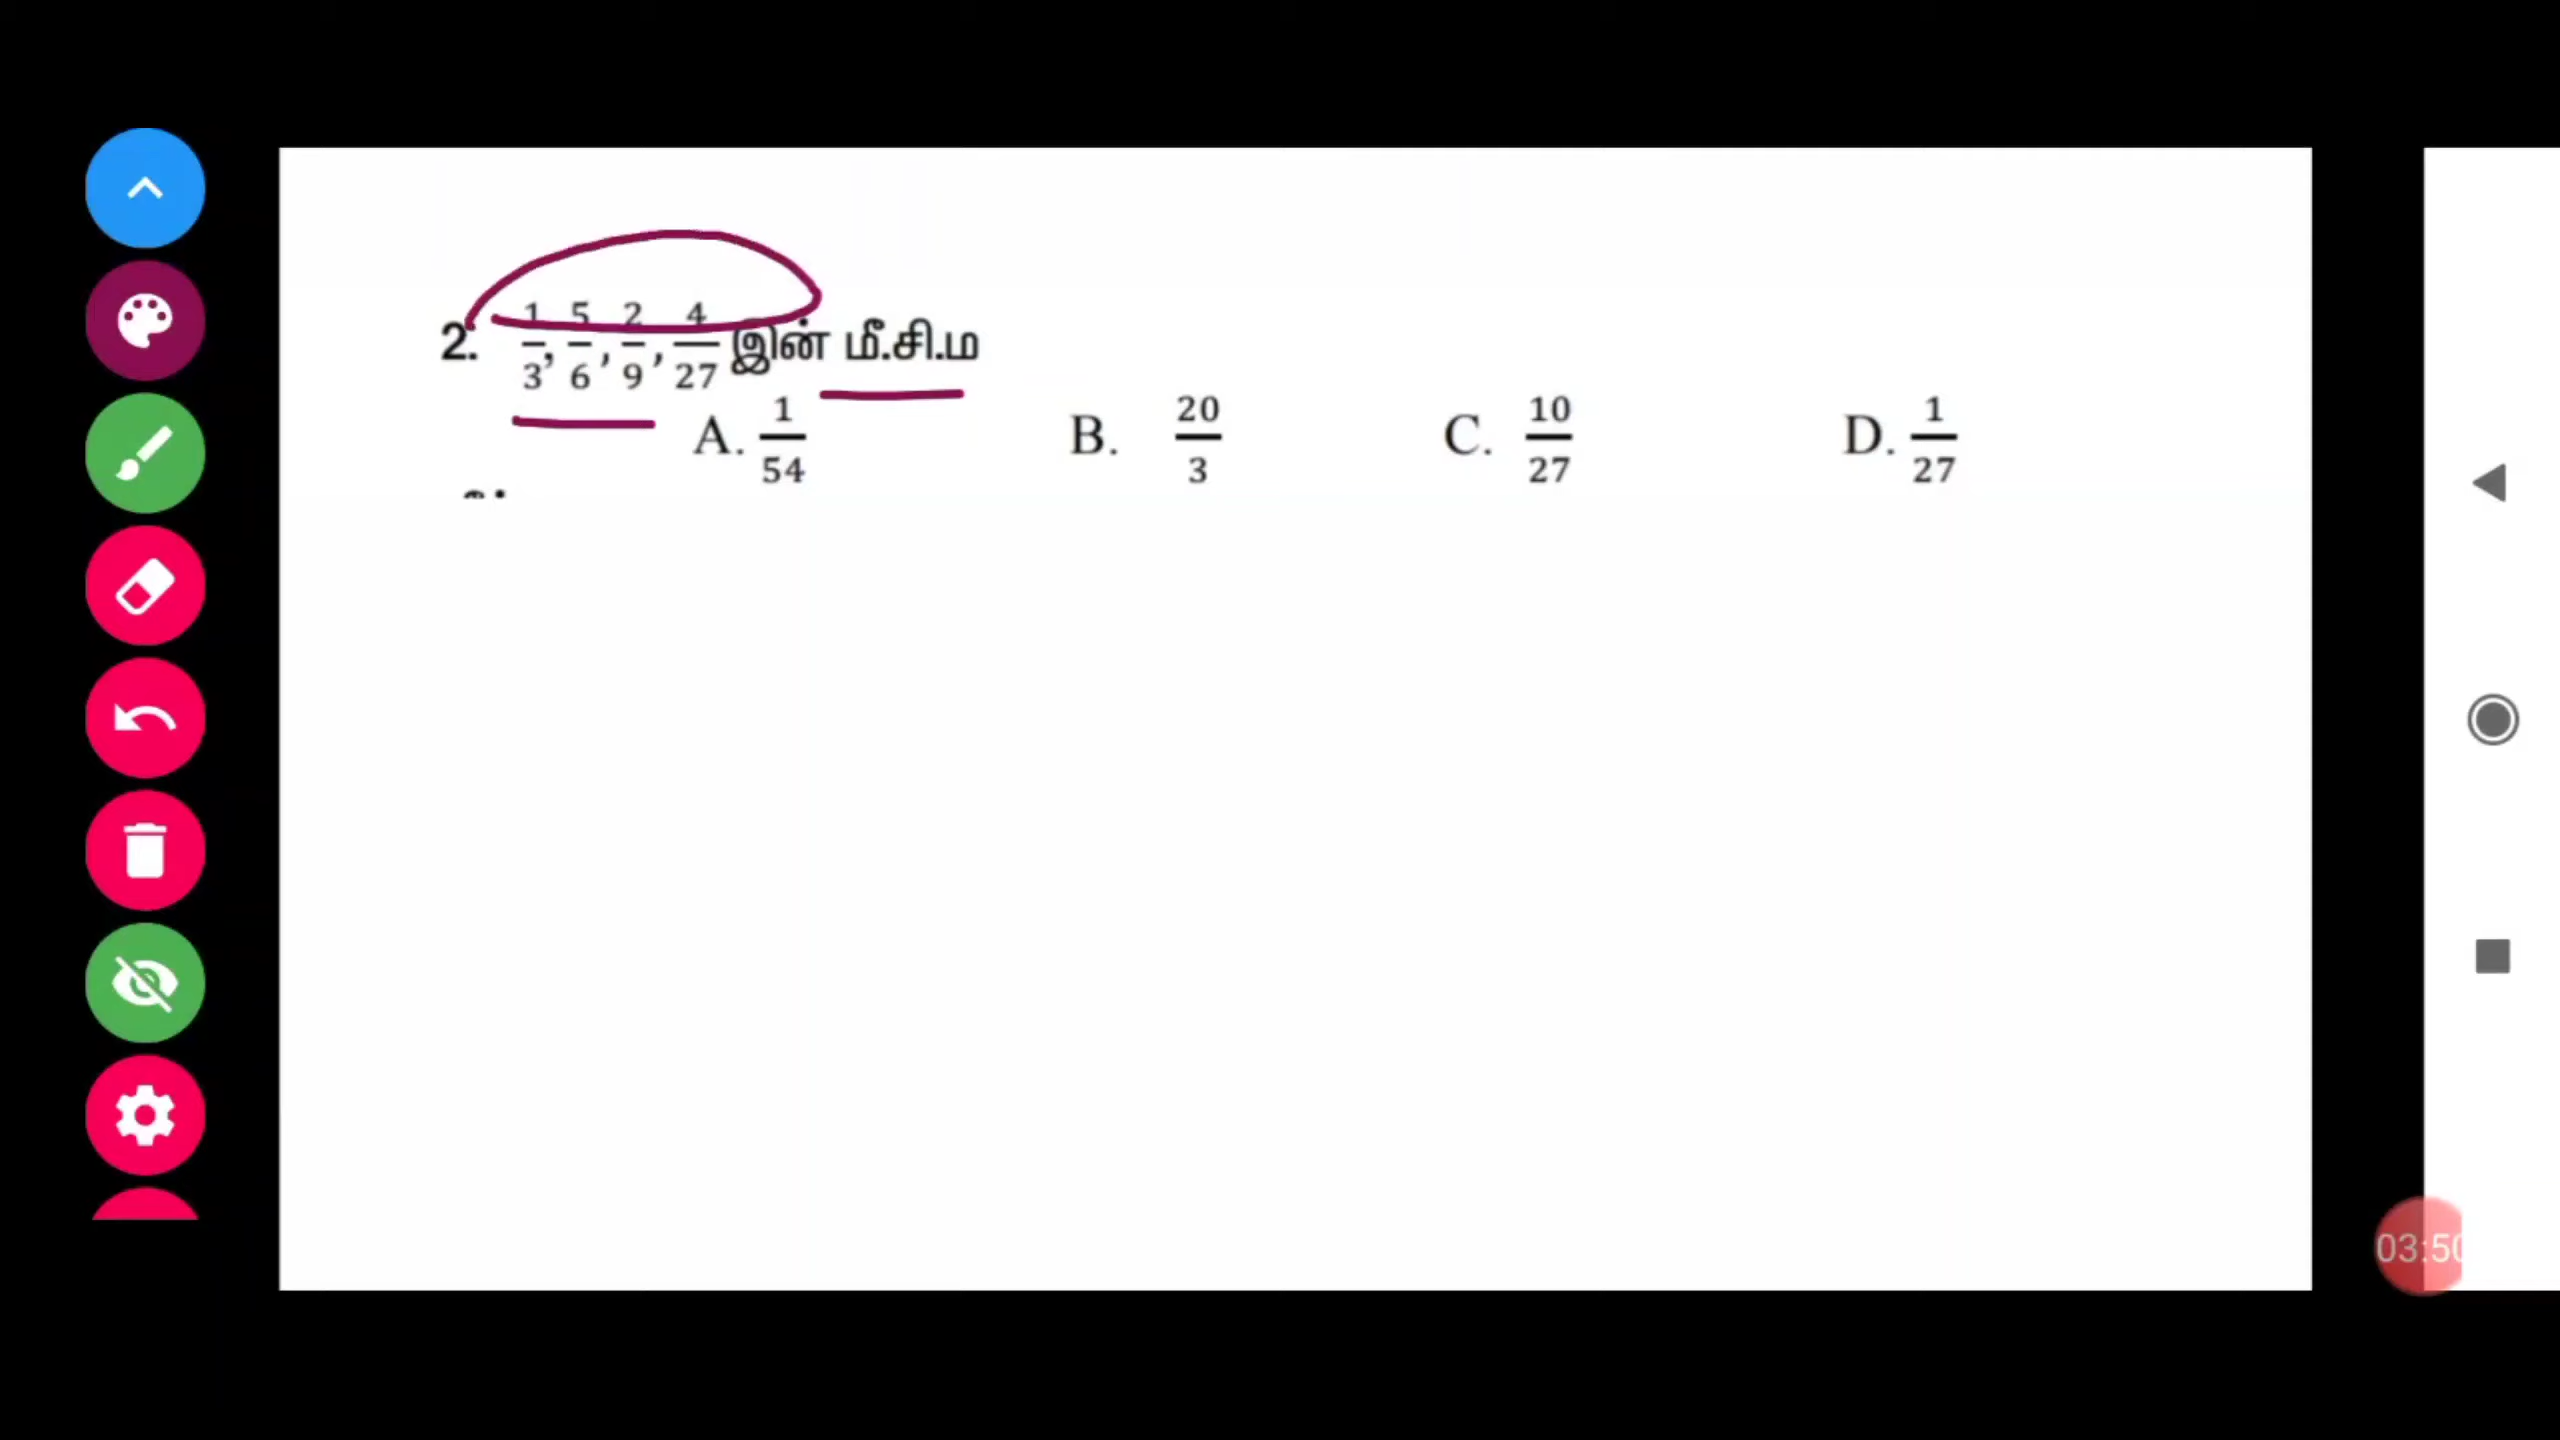 2. 1/3, 5/6, 2/9, 4/27 இன் மீ.சி.ம
A. 1/54 B. 20/3 C. 10/27 D. 1/27
03:50